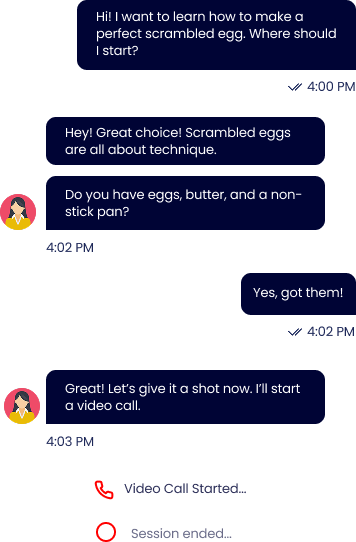 Hi! I want to learn how to make a
perfect scrambled egg. Where should
I start?
4:00 PM
Hey! Great choice! Scrambled eggs
are all about technique.
Do you have eggs, butter, and a non-
stick pan?
4:02 PM
Yes, got them!
4:02 PM
Great! Let’s give it a shot now. I’ll start
a video call.
4:03 PM
Video Call Started...
Session ended...